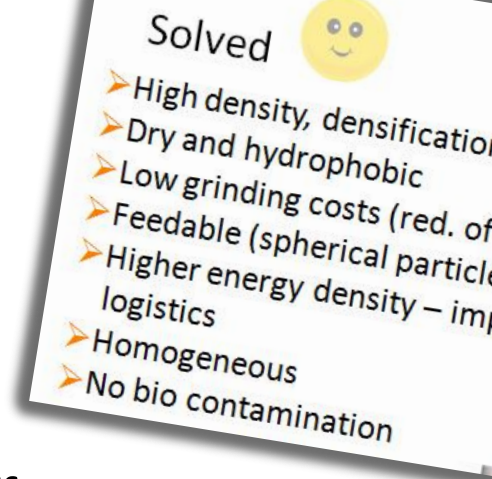 Solved
High density, densification
Dry and hydrophobic
Low grinding costs (red. of
Feedable (spherical particle
Higher energy density – imp
logistics
Homogeneous
No bio contamination